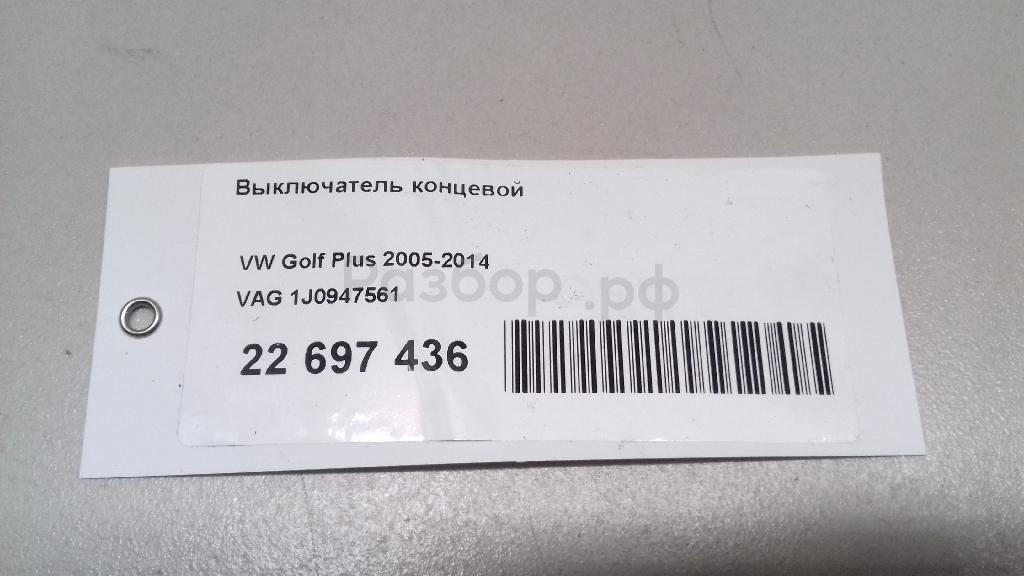 Выключатель концевой
VW Golf Plus 2005-2014
Разбор.рф
VAG 1J0947561
22 697 436